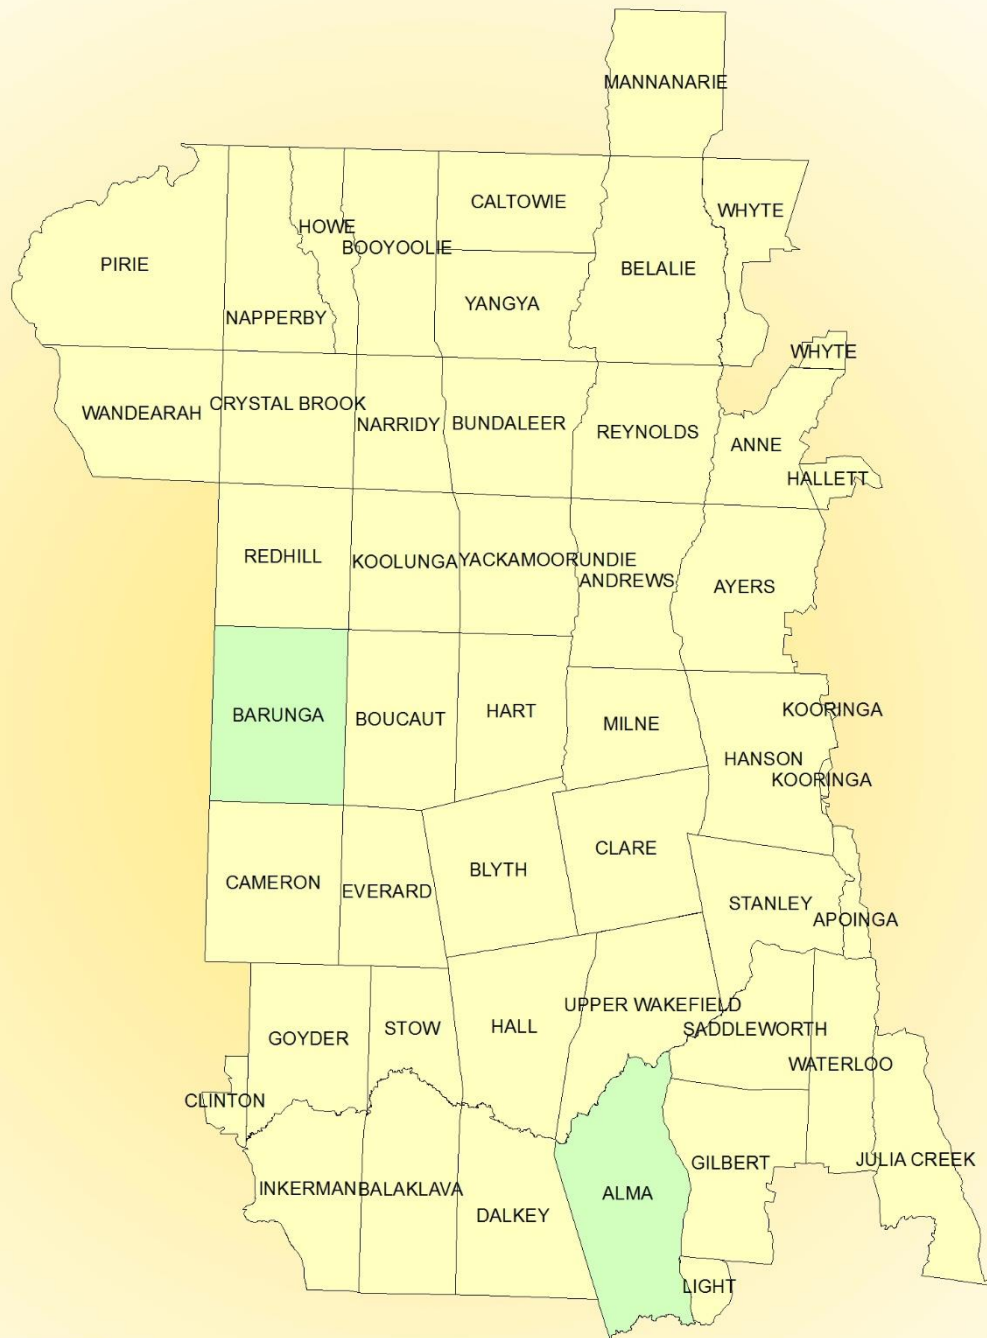 MANNANARIE
CALTOWIE
WHYTE
HOWE
BOOYOOLIE
PIRIE
BELALIE
YANGYA
NAPPERBY
WHYTE
CRYSTAL BROOK
WANDEARAH
NARRIDY
BUNDALEER
REYNOLDS
ANNE
HALLETT
REDHILL
KOOLUNGA
YACKAMOORUNDIE
ANDREWS
AYERS
BARUNGA
BOUCAUT
HART
MILNE
KOORINGA
HANSON
KOORINGA
CAMERON
EVERARD
BLYTH
CLARE
STANLEY
APOINGA
GOYDER
STOW
HALL
UPPER WAKEFIELD
SADDLEWORTH
WATERLOO
CLINTON
INKERMAN
BALAKLAVA
DALKEY
ALMA
GILBERT
JULIA CREEK
LIGHT